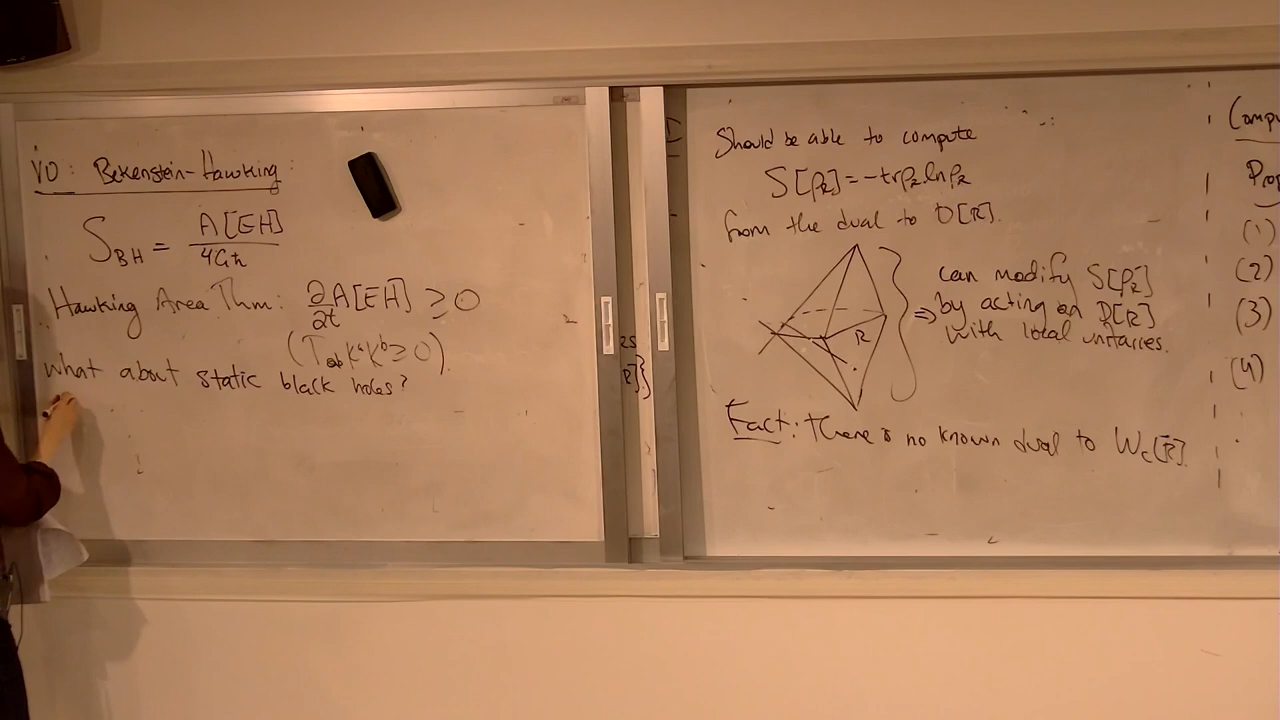 V0: Bekenstein-Hawking:
S_BH = A[EH] / 4Għ
Hawking Area Thm: ∂/∂t A[EH] ≥ 0
(T_ab k^a k^b ≥ 0).
What about static black holes?
Should be able to compute
S[ρ_R] = -tr ρ_R ln ρ_R
from the dual to D[R].
R
⇒ can modify S[ρ_R]
by acting on D[R]
with local unitaries.
Fact: there is no known dual to W_c[R].
(1)
(2)
(3)
(4)